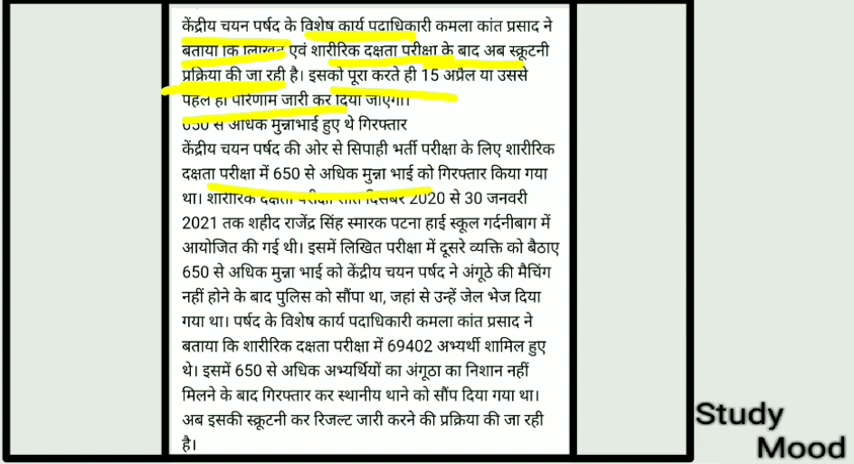 केंद्रीय चयन पर्षद के विशेष कार्य पदाधिकारी कमला कांत प्रसाद ने
बताया कि लिखित एवं शारीरिक दक्षता परीक्षा के बाद अब स्क्रूटनी
प्रक्रिया की जा रही है। इसको पूरा करते ही 15 अप्रैल या उससे
पहले ही परिणाम जारी कर दिया जाएगा।
650 से अधिक मुन्नाभाई हुए थे गिरफ्तार
केंद्रीय चयन पर्षद की ओर से सिपाही भर्ती परीक्षा के लिए शारीरिक
दक्षता परीक्षा में 650 से अधिक मुन्ना भाई को गिरफ्तार किया गया
था। शारीरिक दक्षता परीक्षा सात दिसंबर 2020 से 30 जनवरी
2021 तक शहीद राजेंद्र सिंह स्मारक पटना हाई स्कूल गर्दनीबाग में
आयोजित की गई थी। इसमें लिखित परीक्षा में दूसरे व्यक्ति को बैठाए
650 से अधिक मुन्ना भाई को केंद्रीय चयन पर्षद ने अंगूठे की मैचिंग
नहीं होने के बाद पुलिस को सौंपा था, जहां से उन्हें जेल भेज दिया
गया था। पर्षद के विशेष कार्य पदाधिकारी कमला कांत प्रसाद ने
बताया कि शारीरिक दक्षता परीक्षा में 69402 अभ्यर्थी शामिल हुए
थे। इसमें 650 से अधिक अभ्यर्थियों का अंगूठा का निशान नहीं
मिलने के बाद गिरफ्तार कर स्थानीय थाने को सौंप दिया गया था।
अब इसकी स्क्रूटनी कर रिजल्ट जारी करने की प्रक्रिया की जा रही
है।
Study
Mood